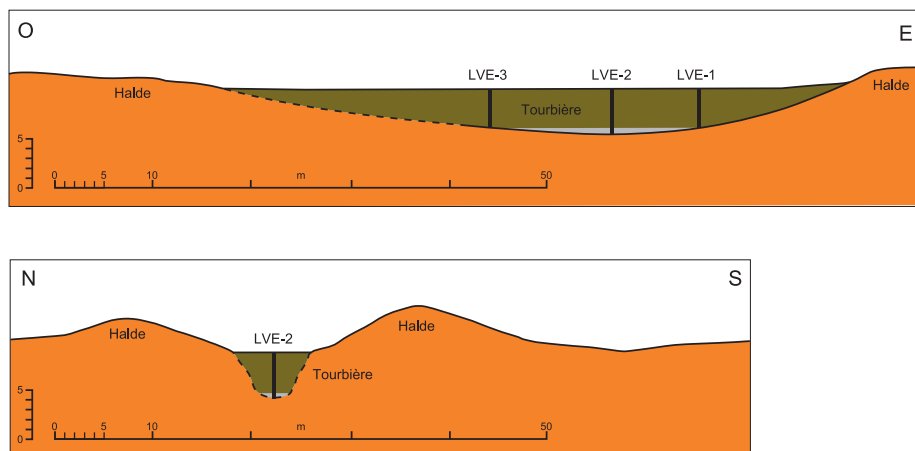 O E
LVE-3 LVE-2 LVE-1
Halde Tourbière Halde
5
0
0 5 10 m 50
N S
Halde LVE-2 Halde
Tourbière
5
0
0 5 10 m 50